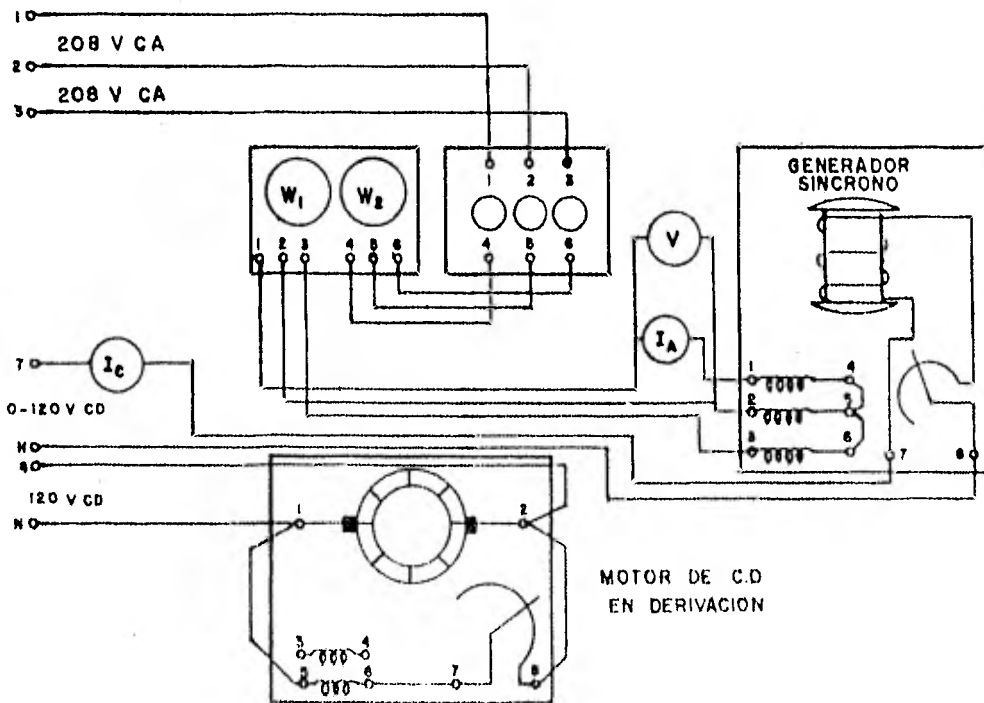 1
208 V CA
2
208 V CA
3
W1 W2
1 2 3 4 5 6
1 2 3
4 5 6
V
IA
GENERADOR
SINCRONO
1 4
2 5
3 6
7 8
7
IC
0-120 V CD
N
8
120 V CD
N
1 2
3 4
5 6 7 8
MOTOR DE C.D
EN DERIVACION